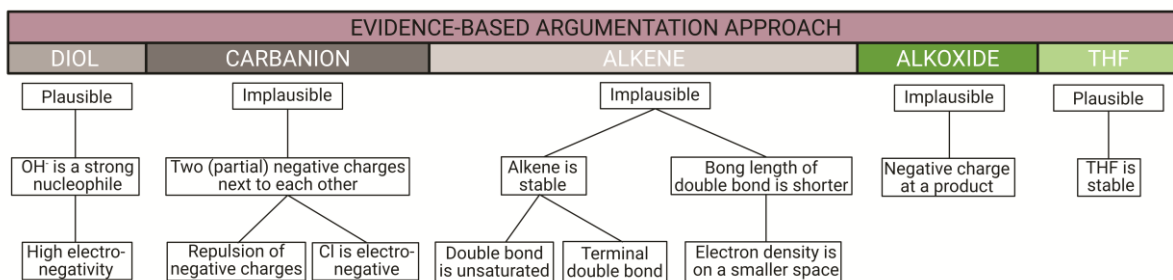 EVIDENCE-BASED ARGUMENTATION APPROACH
DIOL
CARBANION
ALKENE
ALKOXIDE
THF
Plausible
Implausible
Implausible
Implausible
Plausible
OH⁻ is a strong
nucleophile
Two (partial) negative charges
next to each other
Alkene is
stable
Bong length of
double bond is shorter
Negative charge
at a product
THF is
stable
High electro-
negativity
Repulsion of
negative charges
Cl is electro-
negative
Double bond
is unsaturated
Terminal
double bond
Electron density is
on a smaller space